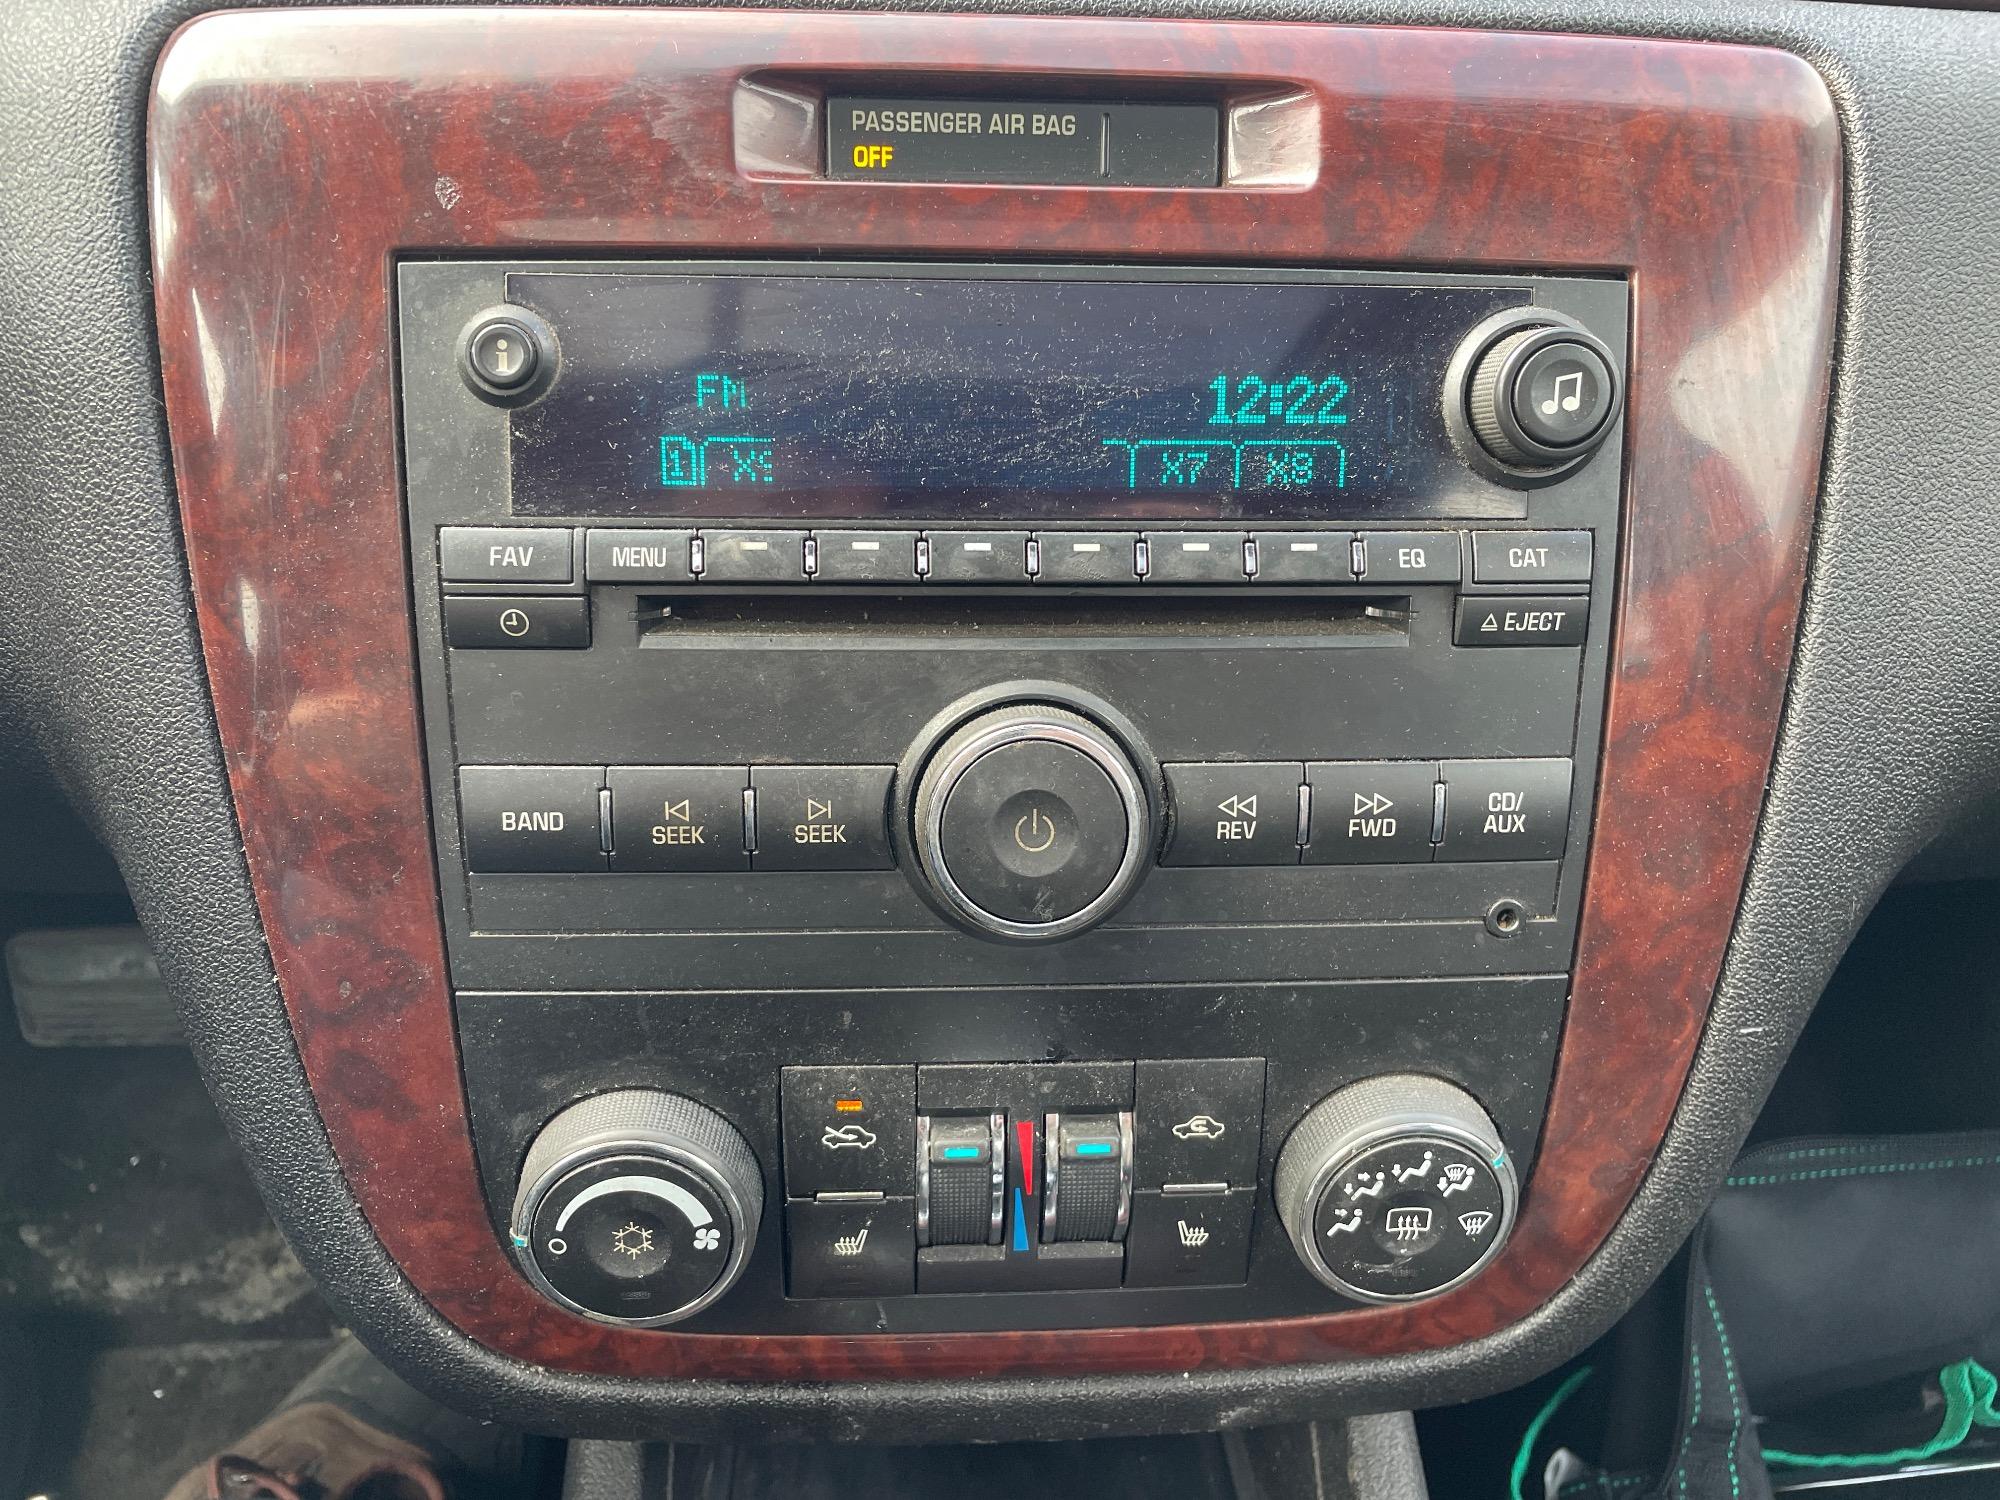 PASSENGER AIR BAG
OFF
i
FM
12:22
1
X7
X8
FAV
MENU
EQ
CAT
EJECT
BAND
SEEK
SEEK
REV
FWD
CD/
AUX